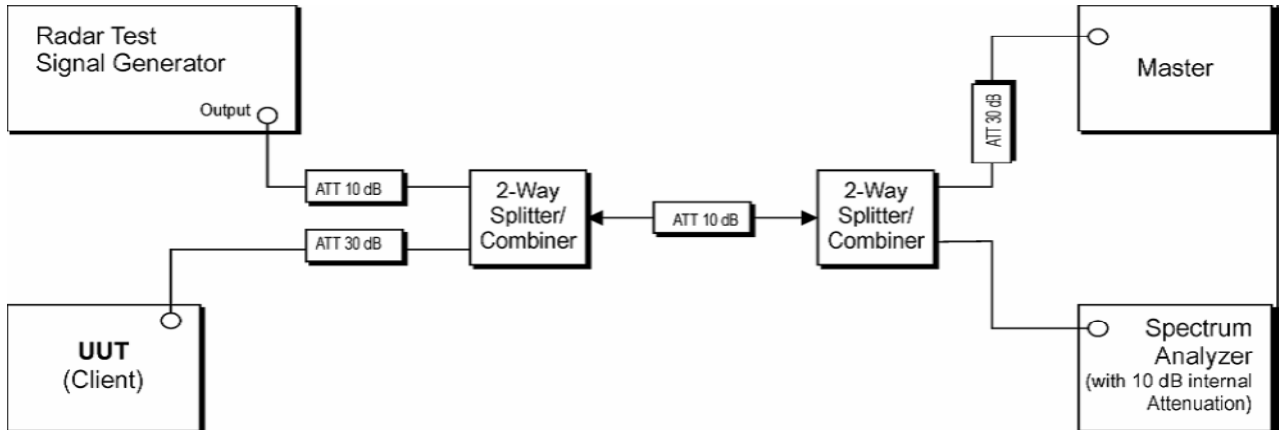 Radar Test
Signal Generator
Output
ATT 10 dB
ATT 30 dB
2-Way
Splitter/
Combiner
ATT 10 dB
2-Way
Splitter/
Combiner
ATT 30 dB
Master
UUT
(Client)
Spectrum
Analyzer
(with 10 dB internal
Attenuation)